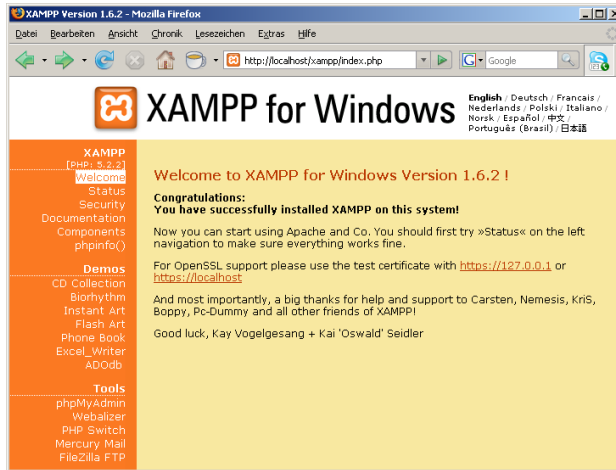 XAMPP Version 1.6.2 - Mozilla Firefox
Datei Bearbeiten Ansicht Chronik Lesezeichen Extras Hilfe
http://localhost/xampp/index.php
G Google
XAMPP for Windows
English / Deutsch / Francais /
Nederlands / Polski / Italiano /
Norsk / Español / 中文 /
Português (Brasil) / 日本語
XAMPP
[PHP: 5.2.2]
Welcome
Status
Security
Documentation
Components
phpinfo()
Demos
CD Collection
Biorhythm
Instant Art
Flash Art
Phone Book
Excel_Writer
ADOdb
Tools
phpMyAdmin
Webalizer
PHP Switch
Mercury Mail
FileZilla FTP
Welcome to XAMPP for Windows Version 1.6.2 !
Congratulations:
You have successfully installed XAMPP on this system!
Now you can start using Apache and Co. You should first try »Status« on the left
navigation to make sure everything works fine.
For OpenSSL support please use the test certificate with https://127.0.0.1 or
https://localhost
And most importantly, a big thanks for help and support to Carsten, Nemesis, KriS,
Boppy, Pc-Dummy and all other friends of XAMPP!
Good luck, Kay Vogelgesang + Kai 'Oswald' Seidler